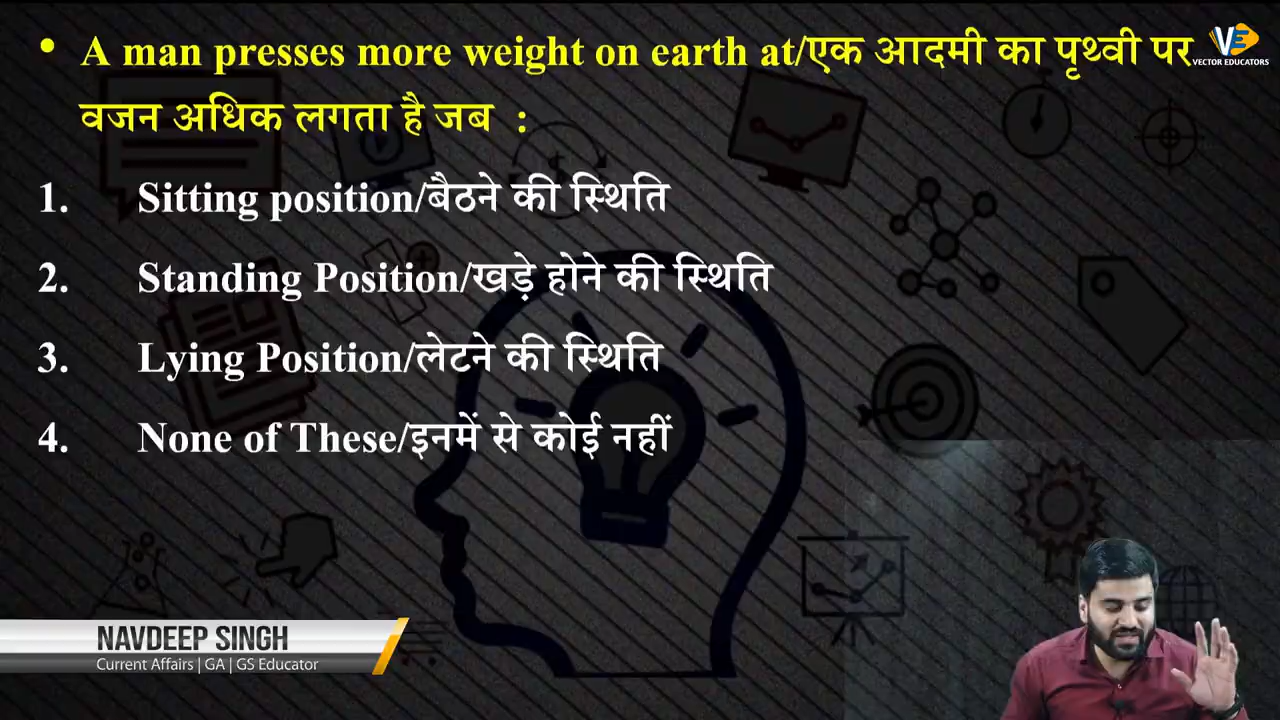 • A man presses more weight on earth at/एक आदमी का पृथ्वी पर
वजन अधिक लगता है जब :
1. Sitting position/बैठने की स्थिति
2. Standing Position/खड़े होने की स्थिति
3. Lying Position/लेटने की स्थिति
4. None of These/इनमें से कोई नहीं
VE
VECTOR EDUCATORS
NAVDEEP SINGH
Current Affairs | GA | GS Educator